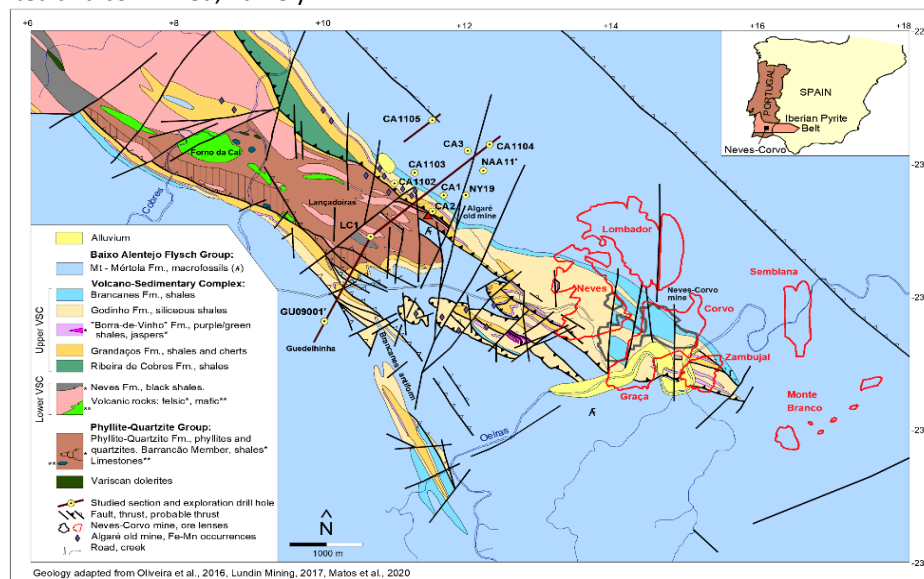 +6 +10 +12 +14 +16 +18
-22
-23
-23
-23
-23
-22
PORTUGAL
SPAIN
Iberian Pyrite
Belt
Neves-Corvo
CA1105
CA3
CA1104
NAA11'
CA1103
CA1102
CA1
NY19
CA2
Algaré
old mine
Forno da Cal
Cobres
Lançadoiras
LC1
Lombador
Semblana
Neves
Neves-Corvo
mine
Corvo
GU09001'
Guedelhinha
Brancanes
antiform
Zambujal
Graça
Monte
Branco
Oeiras
Alluvium
Baixo Alentejo Flysch Group:
Mt - Mértola Fm., macrofossils
Volcano-Sedimentary Complex:
Brancanes Fm., shales
Godinho Fm., siliceous shales
"Borra-de-Vinho" Fm., purple/green
shales, jaspers*
Grandaços Fm., shales and cherts
Ribeira de Cobres Fm., shales
Upper VSC
Neves Fm., black shales.
Volcanic rocks: felsic*, mafic**
Lower VSC
Phyllite-Quartzite Group:
Phyllito-Quartzite Fm., phyllites and
quartzites. Barrancão Member, shales*
Limestones**
Variscan dolerites
Studied section and exploration drill hole
Fault, thrust, probable thrust
Neves-Corvo mine, ore lenses
Algaré old mine, Fe-Mn occurrences
Road, creek
N
1000 m
Geology adapted from Oliveira et al., 2016, Lundin Mining, 2017, Matos et al., 2020